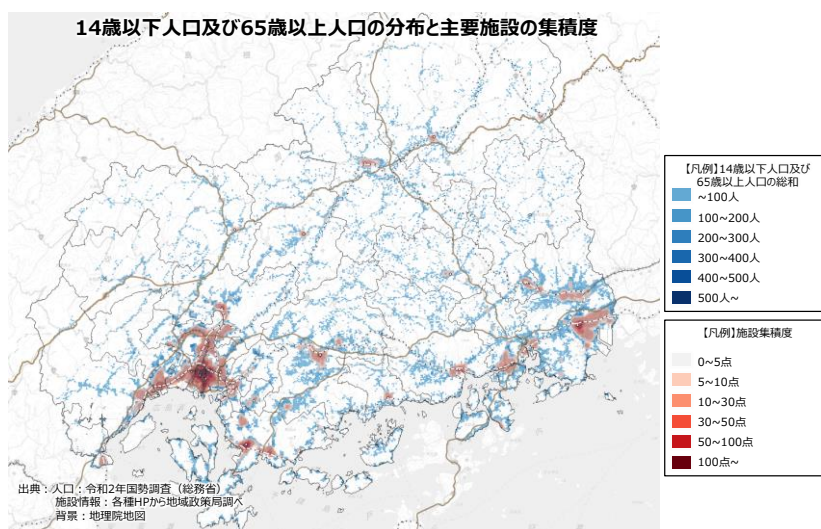 14歳以下人口及び65歳以上人口の分布と主要施設の集積度
【凡例】14歳以下人口及び
65歳以上人口の総和
~100人
100~200人
200~300人
300~400人
400~500人
500人~
【凡例】施設集積度
0~5点
5~10点
10~30点
30~50点
50~100点
100点~
出典：人口：令和2年国勢調査（総務省）
施設情報：各種HPから地域政策局調べ
背景：地理院地図